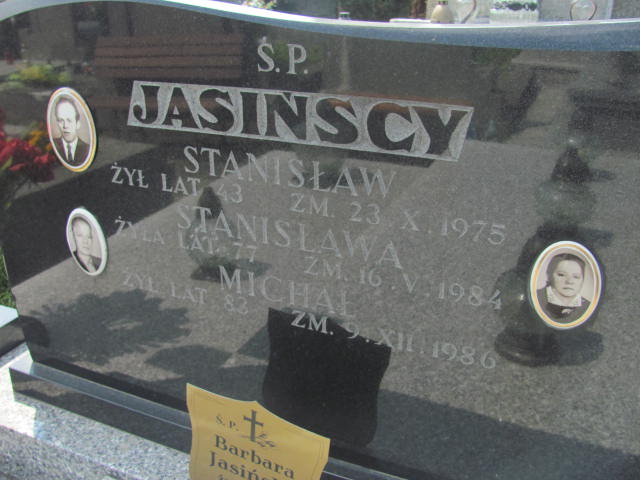 Ś.P.
JASIŃSCY
STANISŁAW
ŻYŁ LAT 43 ZM. 23 X. 1975
STANISŁAWA
ŻYŁA LAT 77 ZM. 16. V. 1984
MICHAŁ
ŻYŁ LAT 82 ZM. 9. XII. 1986
Ś.P.
Barbara